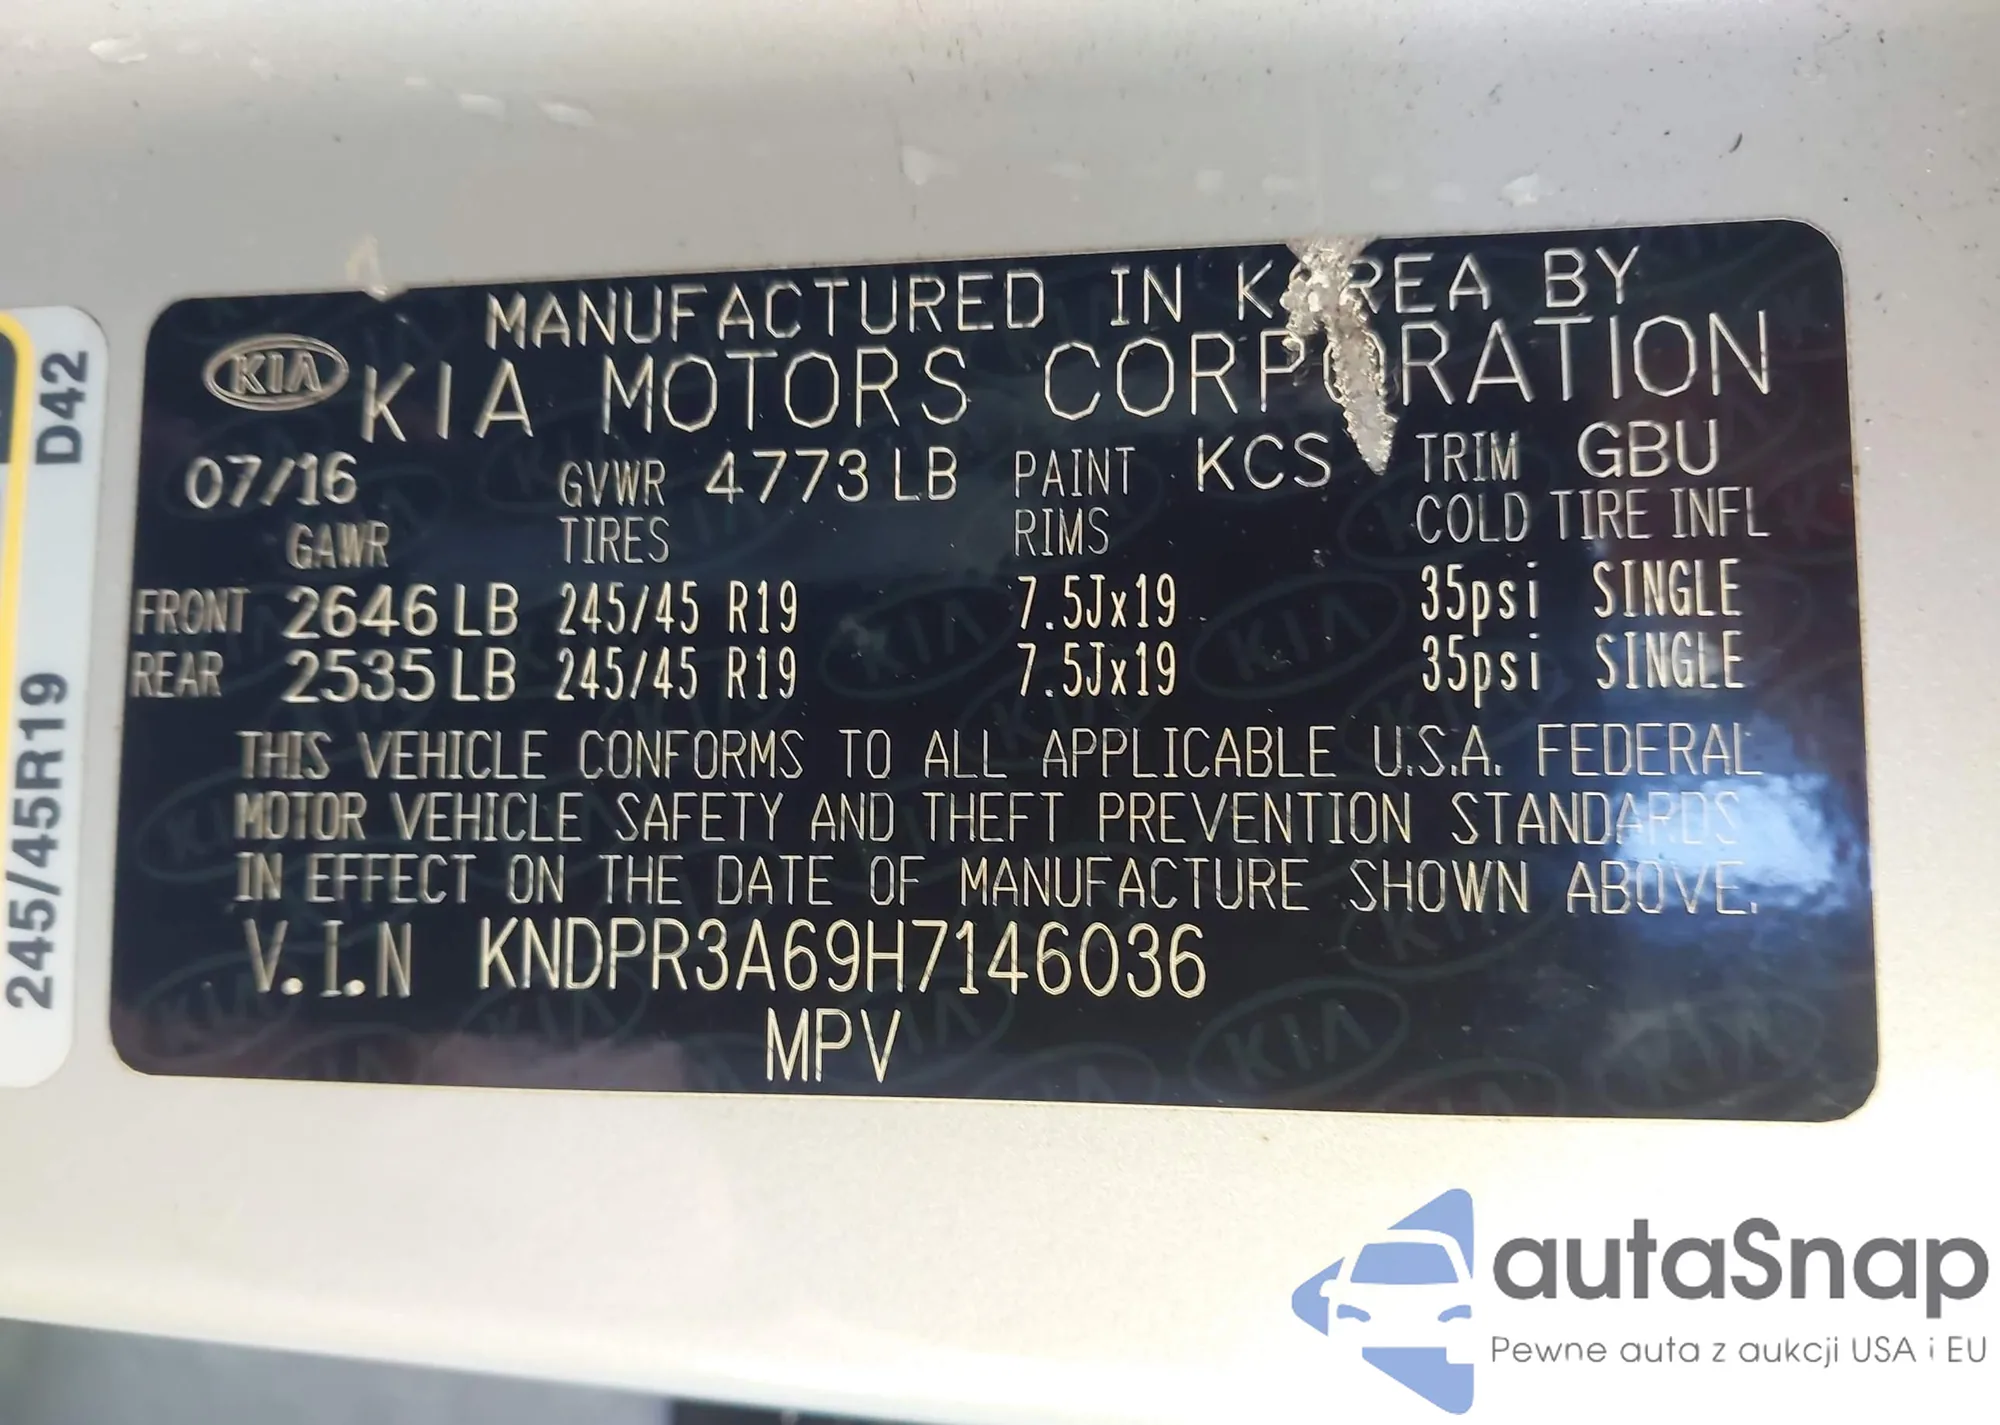 MANUFACTURED IN KOREA BY
KIA KIA MOTORS CORPORATION
07/16 GVWR 4773 LB PAINT KCS TRIM GBU
GAWR TIRES RIMS COLD TIRE INFL
FRONT 2646 LB 245/45 R19 7.5Jx19 35psi SINGLE
REAR 2535 LB 245/45 R19 7.5Jx19 35psi SINGLE
THIS VEHICLE CONFORMS TO ALL APPLICABLE U.S.A. FEDERAL
MOTOR VEHICLE SAFETY AND THEFT PREVENTION STANDARDS
IN EFFECT ON THE DATE OF MANUFACTURE SHOWN ABOVE.
V.I.N KNDPR3A69H7146036
MPV
245/45R19 D42
autaSnap
Pewne auta z aukcji USA i EU